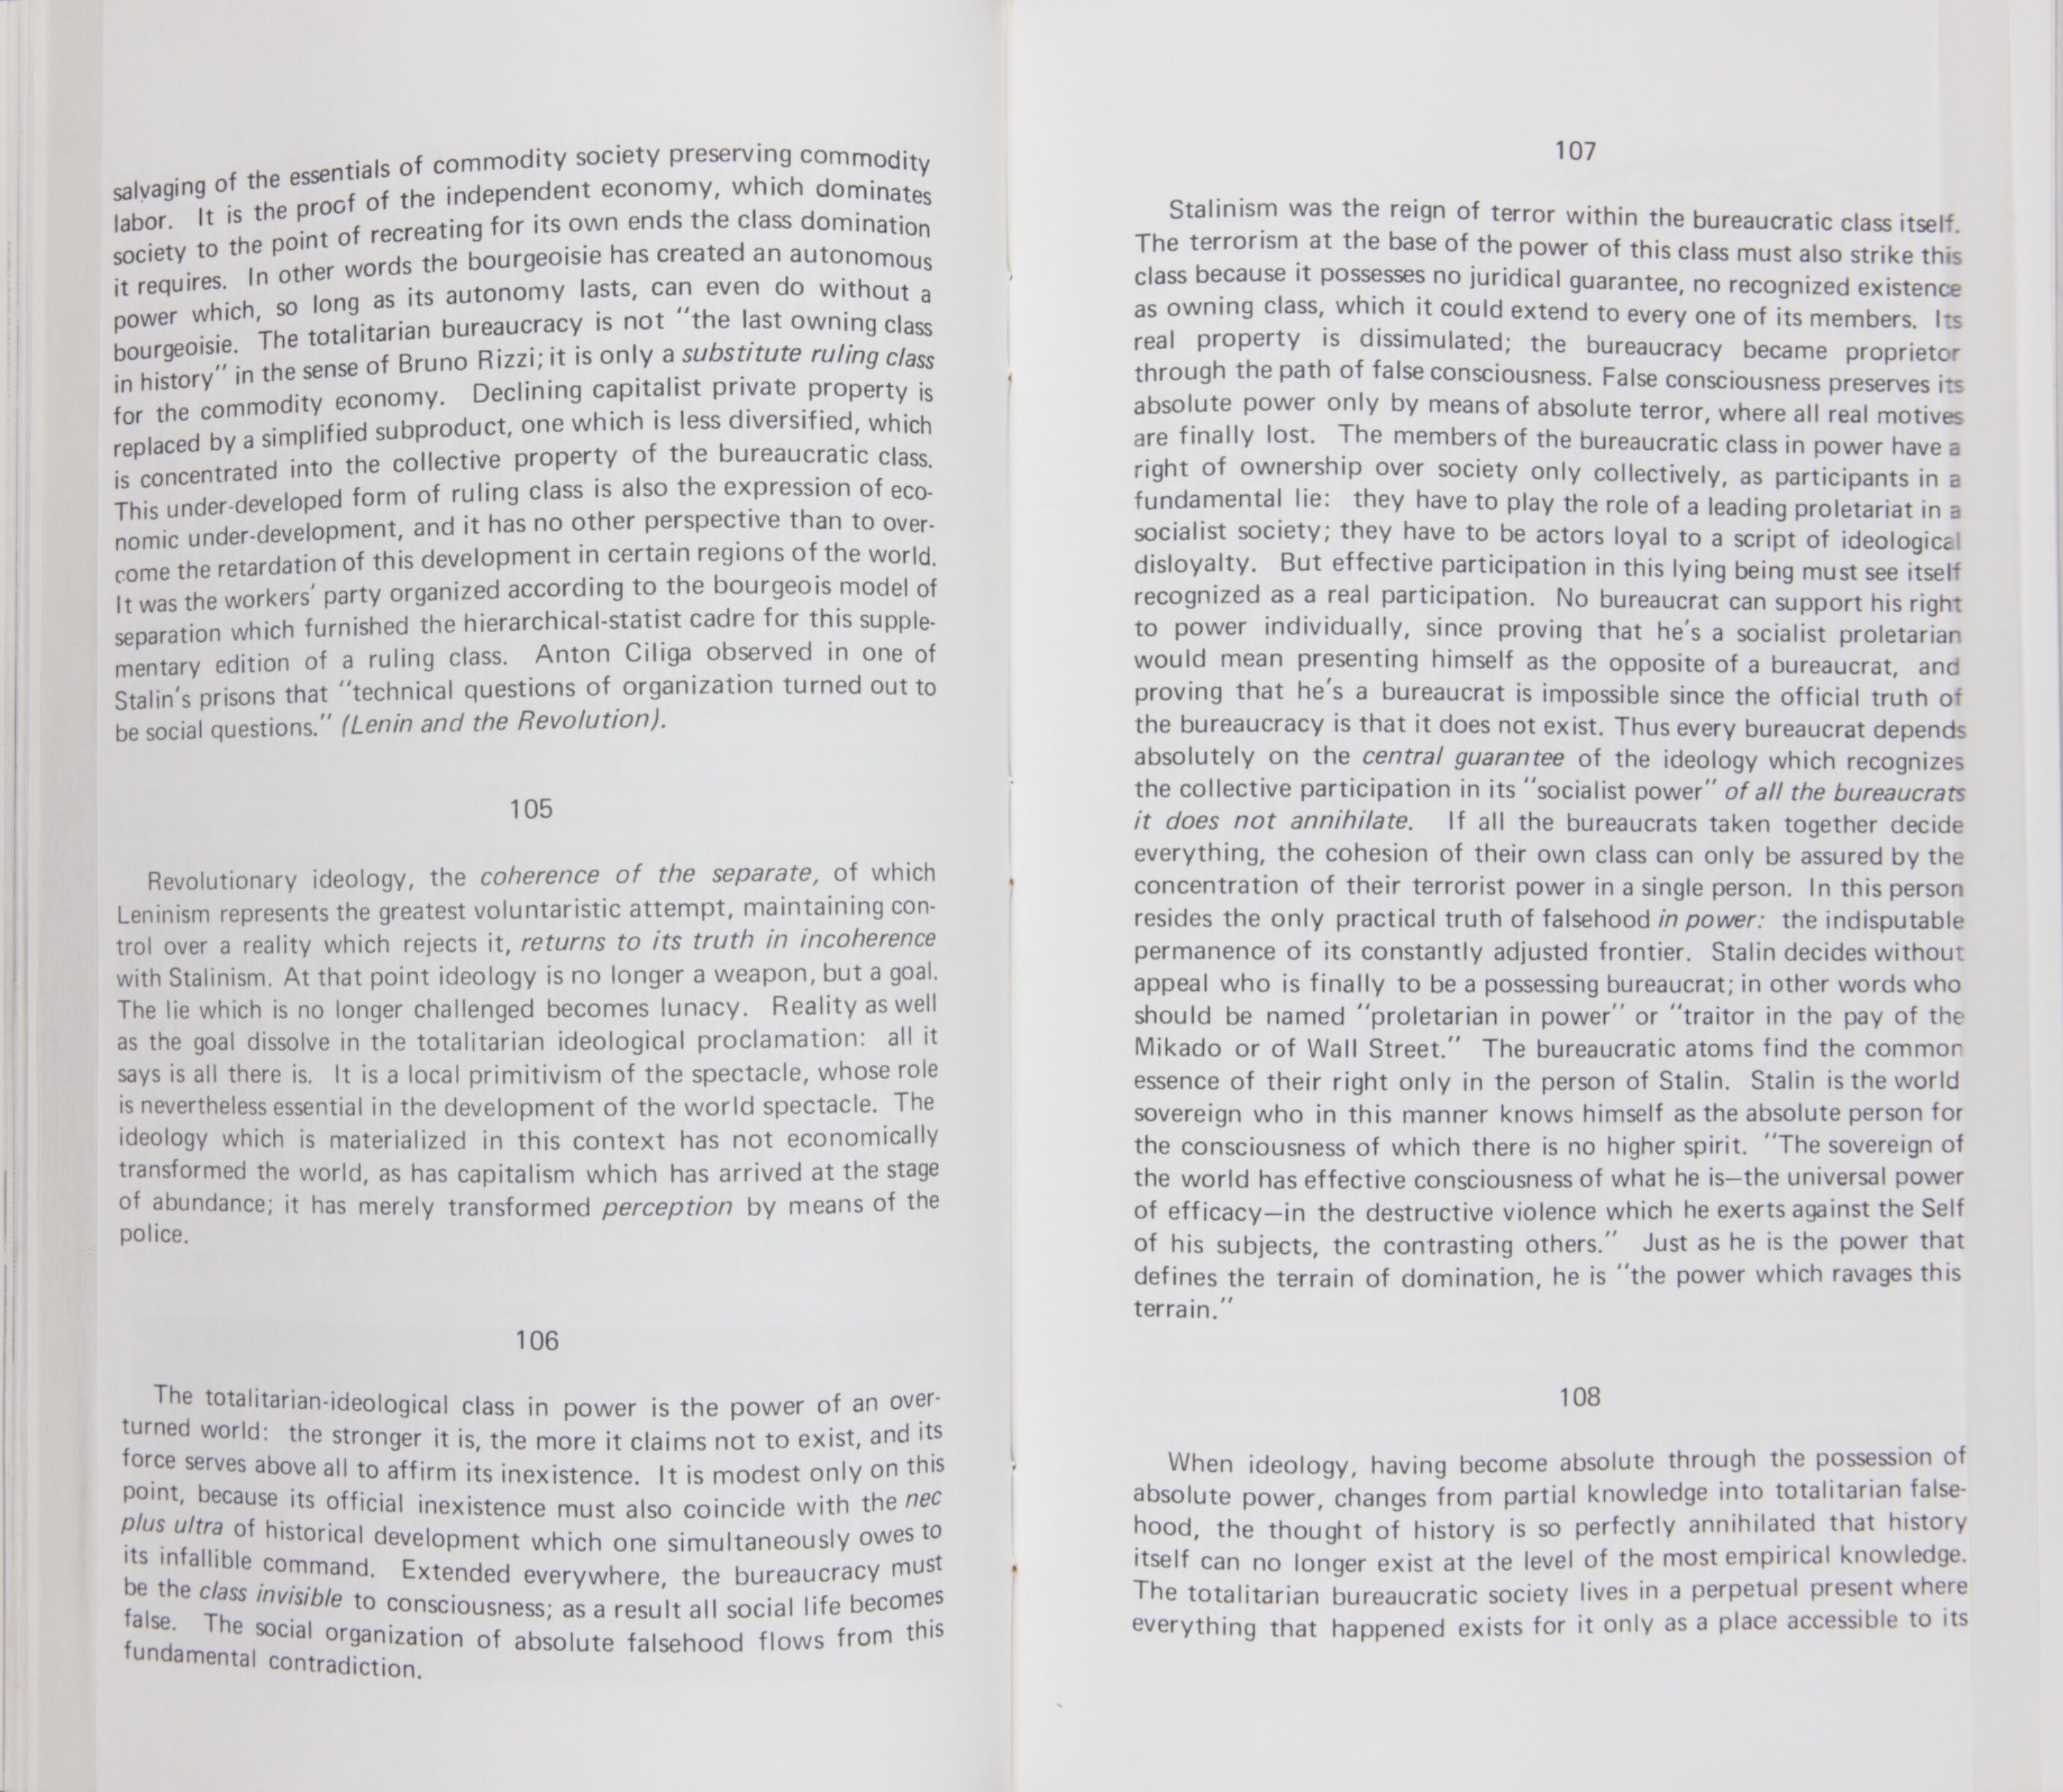 salvaging of the essentials of commodity society preserving commodity
labor. It is the proof of the independent economy, which dominates
society to the point of recreating for its own ends the class domination
it requires. In other words the bourgeoisie has created an autonomous
power which, so long as its autonomy lasts, can even do without a
bourgeoisie. The totalitarian bureaucracy is not "the last owning class
in history" in the sense of Bruno Rizzi; it is only a substitute ruling class
for the commodity economy. Declining capitalist private property is
replaced by a simplified subproduct, one which is less diversified, which
is concentrated into the collective property of the bureaucratic class.
This under-developed form of ruling class is also the expression of eco-
nomic under-development, and it has no other perspective than to over-
come the retardation of this development in certain regions of the world.
It was the workers' party organized according to the bourgeois model of
separation which furnished the hierarchical-statist cadre for this supple-
mentary edition of a ruling class. Anton Ciliga observed in one of
Stalin's prisons that "technical questions of organization turned out to
be social questions." (Lenin and the Revolution).
105
Revolutionary ideology, the coherence of the separate, of which
Leninism represents the greatest voluntaristic attempt, maintaining con-
trol over a reality which rejects it, returns to its truth in incoherence
with Stalinism. At that point ideology is no longer a weapon, but a goal.
The lie which is no longer challenged becomes lunacy. Reality as well
as the goal dissolve in the totalitarian ideological proclamation: all it
says is all there is. It is a local primitivism of the spectacle, whose role
is nevertheless essential in the development of the world spectacle. The
ideology which is materialized in this context has not economically
transformed the world, as has capitalism which has arrived at the stage
of abundance; it has merely transformed perception by means of the
police.
106
The totalitarian-ideological class in power is the power of an over-
turned world: the stronger it is, the more it claims not to exist, and its
force serves above all to affirm its inexistence. It is modest only on this
point, because its official inexistence must also coincide with the nec
plus ultra of historical development which one simultaneously owes to
its infallible command. Extended everywhere, the bureaucracy must
be the class invisible to consciousness; as a result all social life becomes
false. The social organization of absolute falsehood flows from this
fundamental contradiction.
107
Stalinism was the reign of terror within the bureaucratic class itself.
The terrorism at the base of the power of this class must also strike this
class because it possesses no juridical guarantee, no recognized existence
as owning class, which it could extend to every one of its members. Its
real property is dissimulated; the bureaucracy became proprietor
through the path of false consciousness. False consciousness preserves its
absolute power only by means of absolute terror, where all real motives
are finally lost. The members of the bureaucratic class in power have a
right of ownership over society only collectively, as participants in a
fundamental lie: they have to play the role of a leading proletariat in a
socialist society; they have to be actors loyal to a script of ideological
disloyalty. But effective participation in this lying being must see itself
recognized as a real participation. No bureaucrat can support his right
to power individually, since proving that he's a socialist proletarian
would mean presenting himself as the opposite of a bureaucrat, and
proving that he's a bureaucrat is impossible since the official truth of
the bureaucracy is that it does not exist. Thus every bureaucrat depends
absolutely on the central guarantee of the ideology which recognizes
the collective participation in its "socialist power" of all the bureaucrats
it does not annihilate. If all the bureaucrats taken together decide
everything, the cohesion of their own class can only be assured by the
concentration of their terrorist power in a single person. In this person
resides the only practical truth of falsehood in power: the indisputable
permanence of its constantly adjusted frontier. Stalin decides without
appeal who is finally to be a possessing bureaucrat; in other words who
should be named "proletarian in power" or "traitor in the pay of the
Mikado or of Wall Street." The bureaucratic atoms find the common
essence of their right only in the person of Stalin. Stalin is the world
sovereign who in this manner knows himself as the absolute person for
the consciousness of which there is no higher spirit. "The sovereign of
the world has effective consciousness of what he is—the universal power
of efficacy—in the destructive violence which he exerts against the Self
of his subjects, the contrasting others." Just as he is the power that
defines the terrain of domination, he is "the power which ravages this
terrain."
108
When ideology, having become absolute through the possession of
absolute power, changes from partial knowledge into totalitarian false-
hood, the thought of history is so perfectly annihilated that history
itself can no longer exist at the level of the most empirical knowledge.
The totalitarian bureaucratic society lives in a perpetual present where
everything that happened exists for it only as a place accessible to its